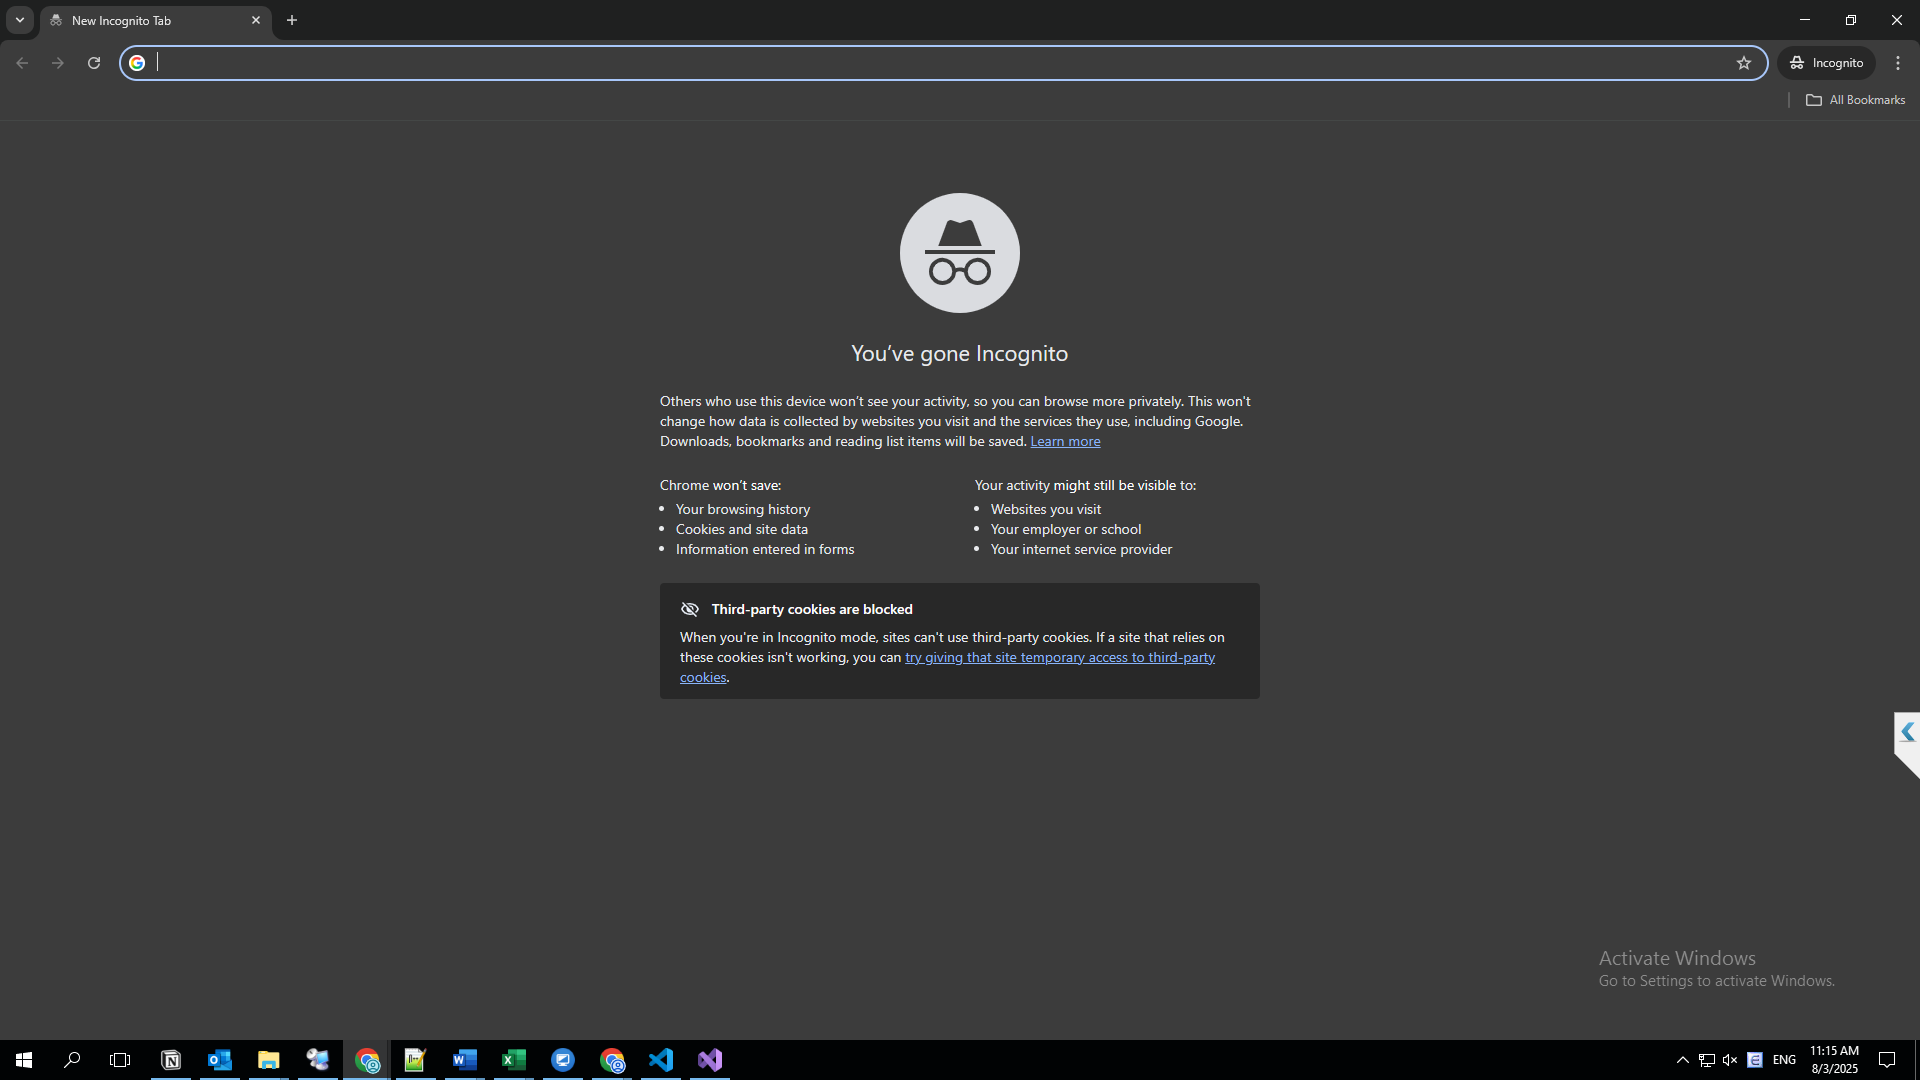 New Incognito Tab
Incognito
All Bookmarks
You've gone Incognito
Others who use this device won't see your activity, so you can browse more privately. This won't
change how data is collected by websites you visit and the services they use, including Google.
Downloads, bookmarks and reading list items will be saved. Learn more
Chrome won't save:
Your browsing history
Cookies and site data
Information entered in forms
Your activity might still be visible to:
Websites you visit
Your employer or school
Your internet service provider
Third-party cookies are blocked
When you're in Incognito mode, sites can't use third-party cookies. If a site that relies on
these cookies isn't working, you can try giving that site temporary access to third-party
cookies.
Activate Windows
Go to Settings to activate Windows.
ENG
11:15 AM
8/3/2025